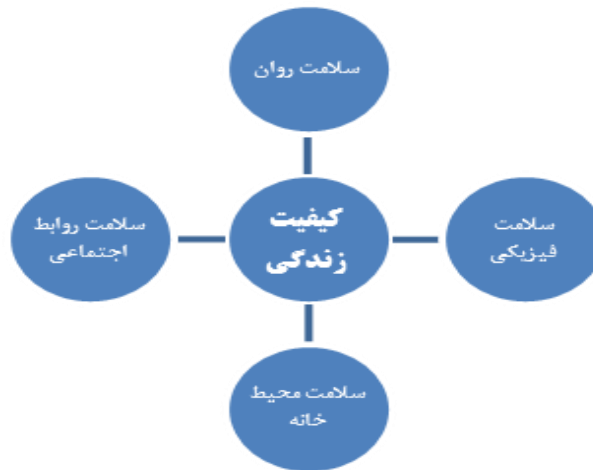 سلامت روان
سلامت
فیزیکی
کیفیت
زندگی
سلامت روابط
اجتماعی
سلامت محیط
خانه